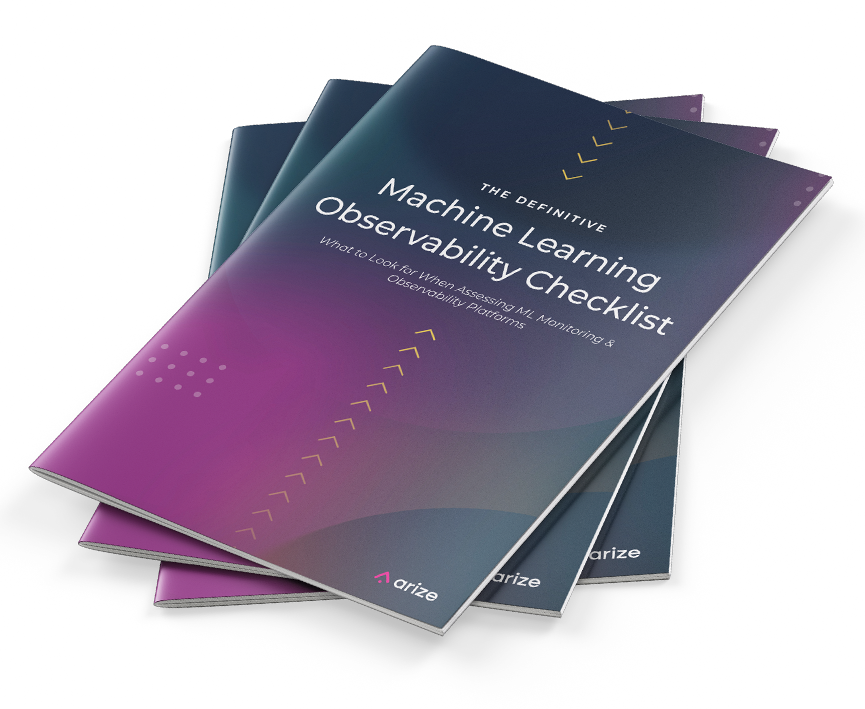 THE DEFINITIVE
Machine Learning
Observability Checklist
What to Look for When Assessing ML Monitoring &
Observability Platforms
arize
arize
arize